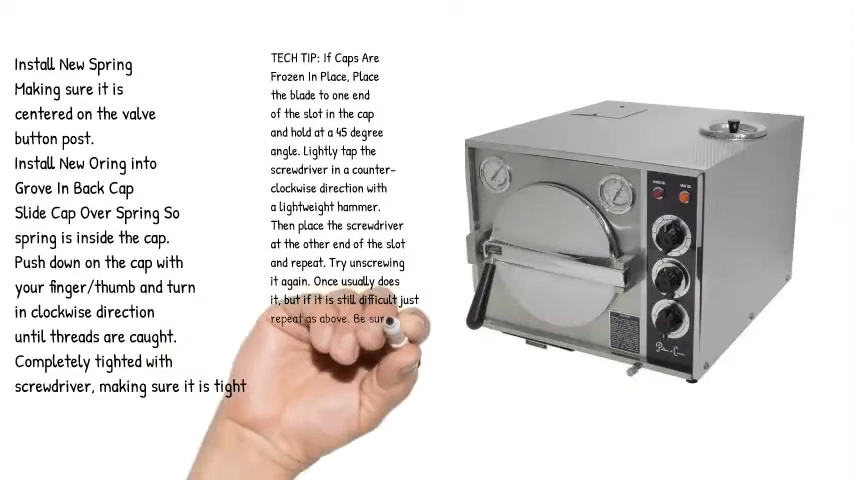 Install New Spring
Making sure it is
centered on the valve
button post.
Install New Oring into
Grove In Back Cap
Slide Cap Over Spring So
spring is inside the cap.
Push down on the cap with
your finger/thumb and turn
in clockwise direction
until threads are caught.
Completely tighted with
screwdriver, making sure it is tight
TECH TIP: If Caps Are
Frozen In Place, Place
the blade to one end
of the slot in the cap
and hold at a 45 degree
angle. Lightly tap the
screwdriver in a counter-
clockwise direction with
a lightweight hammer.
Then place the screwdriver
at the other end of the slot
and repeat. Try unscrewing
it again. Once usually does
it, but if it is still difficult just
repeat as above. Be sur